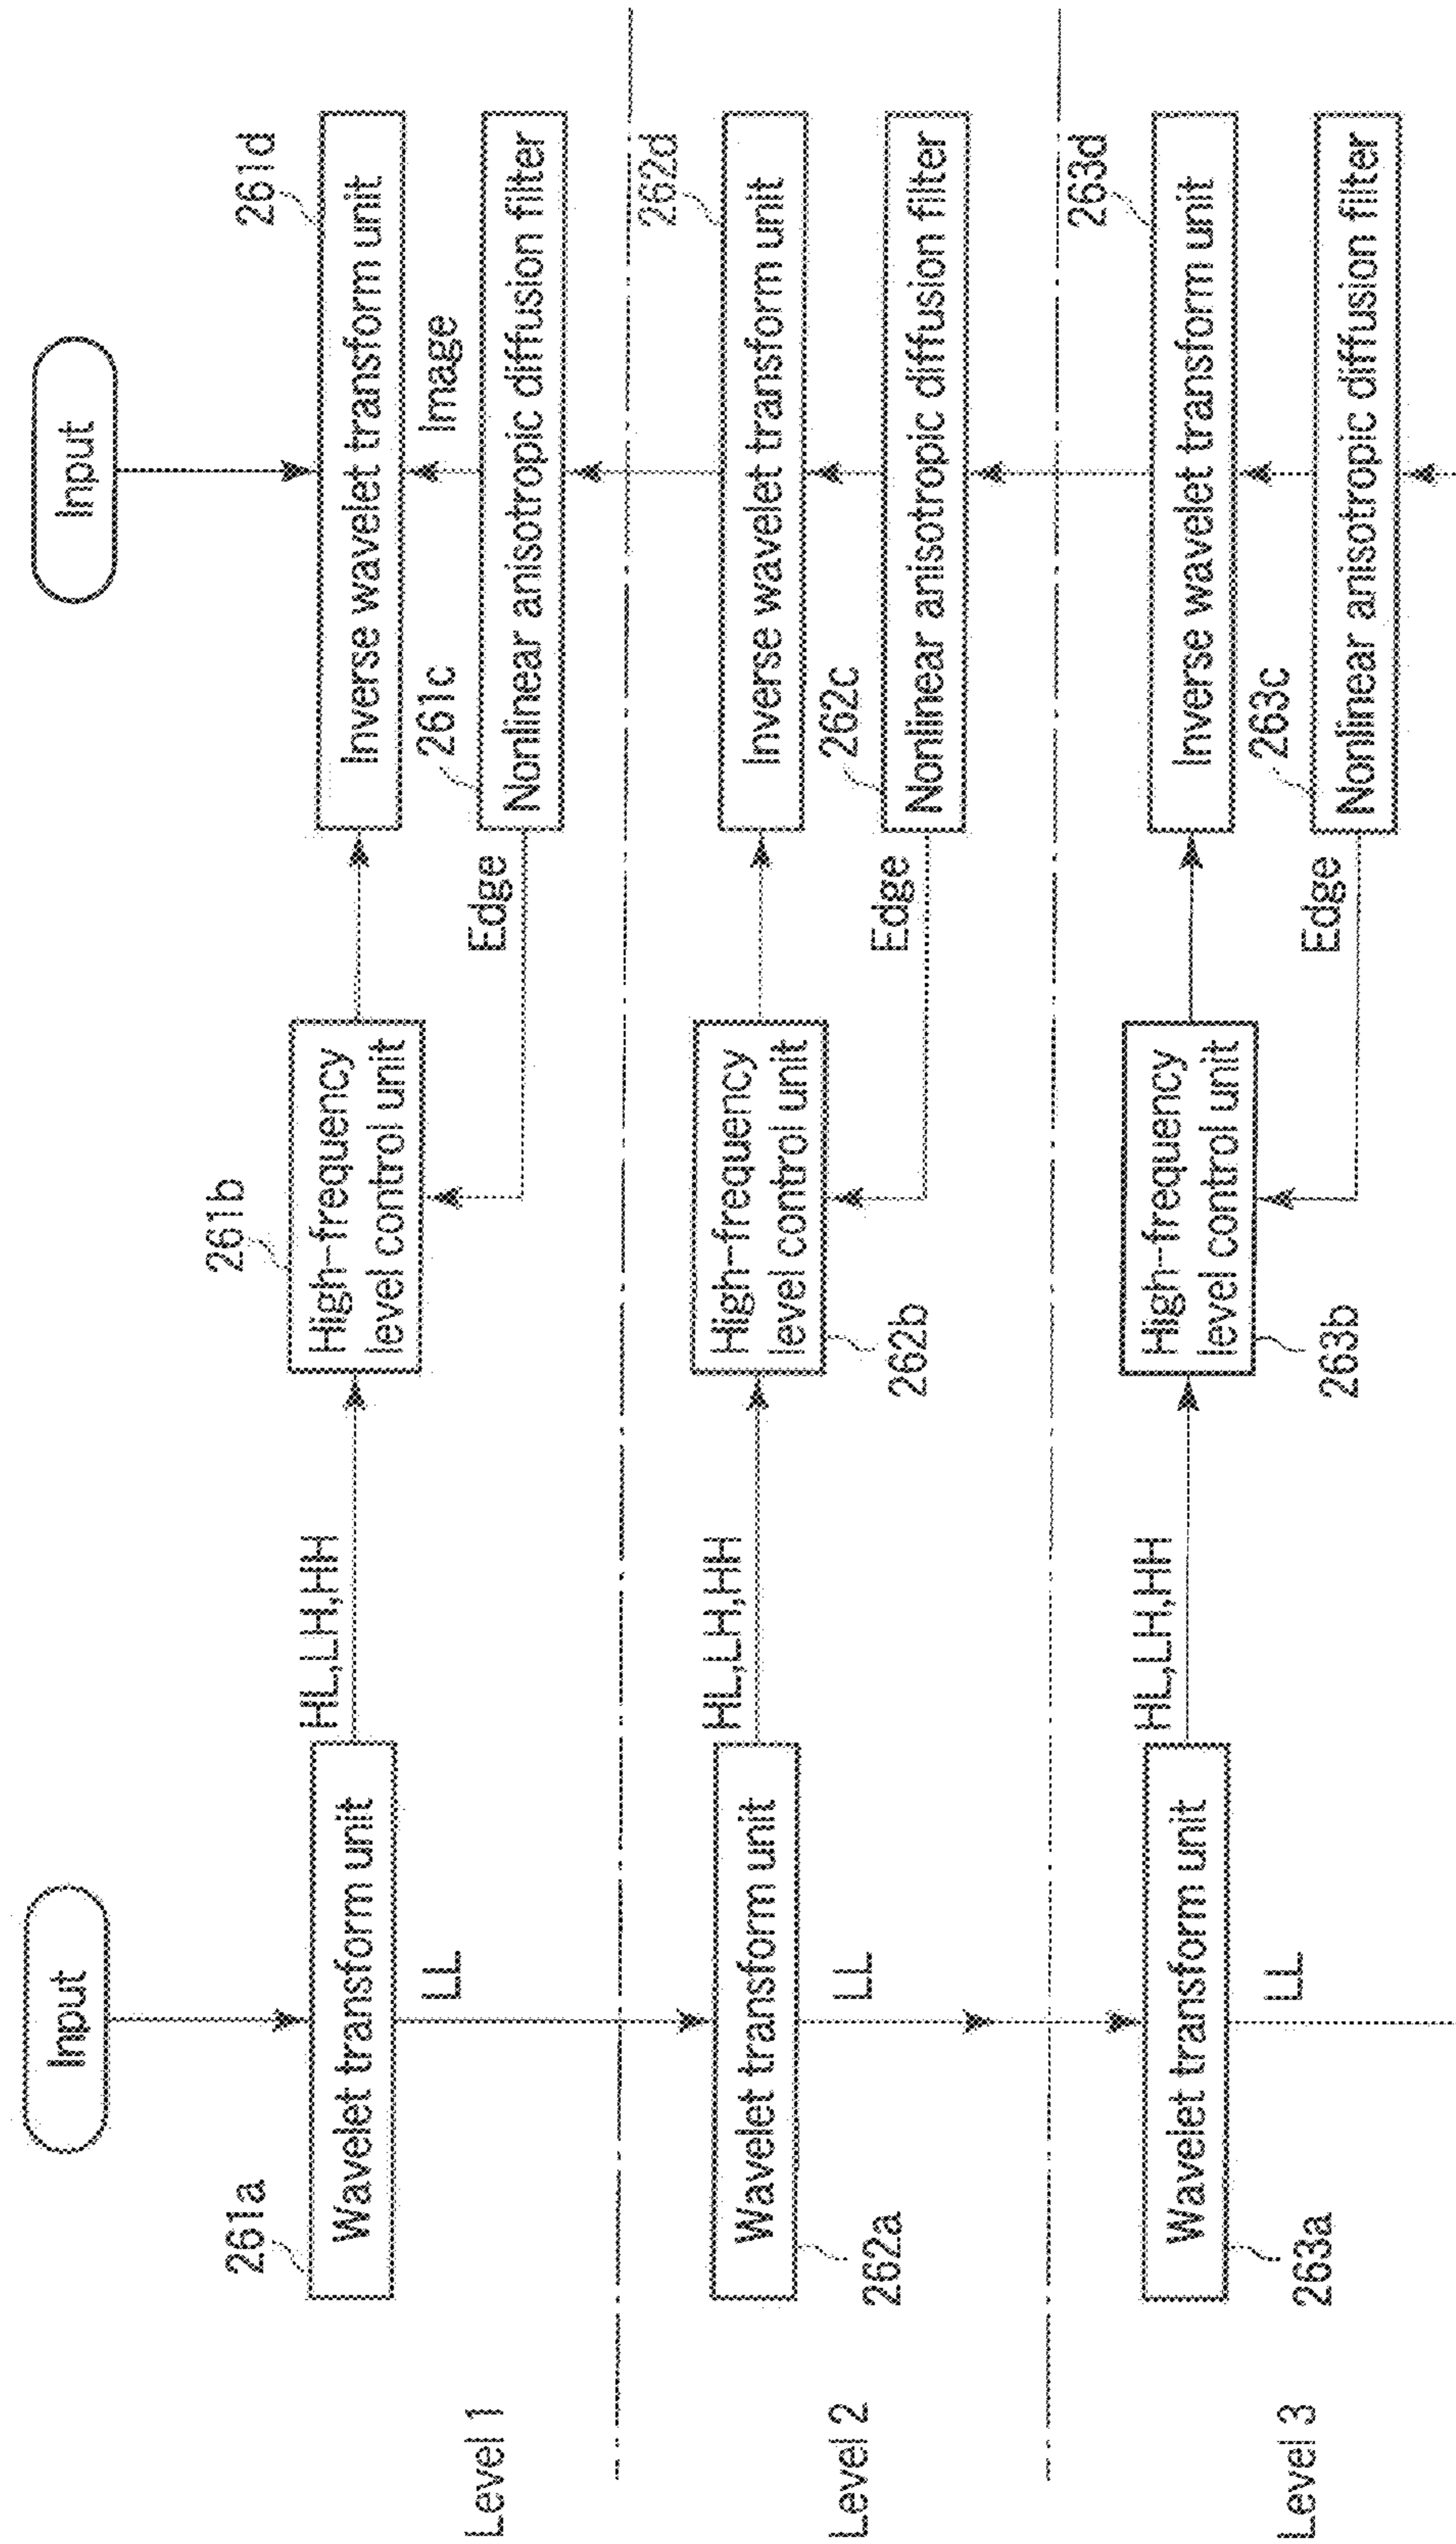 Input
Input
261a
Wavelet transform unit
HL,LH,HH
261b
High-frequency
level control unit
261d
Inverse wavelet transform unit
LL
Image
261c
Edge
Nonlinear anisotropic diffusion filter
Level 1
262a
Wavelet transform unit
HL,LH,HH
262b
High-frequency
level control unit
262d
Inverse wavelet transform unit
LL
262c
Edge
Nonlinear anisotropic diffusion filter
Level 2
263a
Wavelet transform unit
HL,LH,HH
263b
High-frequency
level control unit
263d
Inverse wavelet transform unit
LL
263c
Edge
Nonlinear anisotropic diffusion filter
Level 3